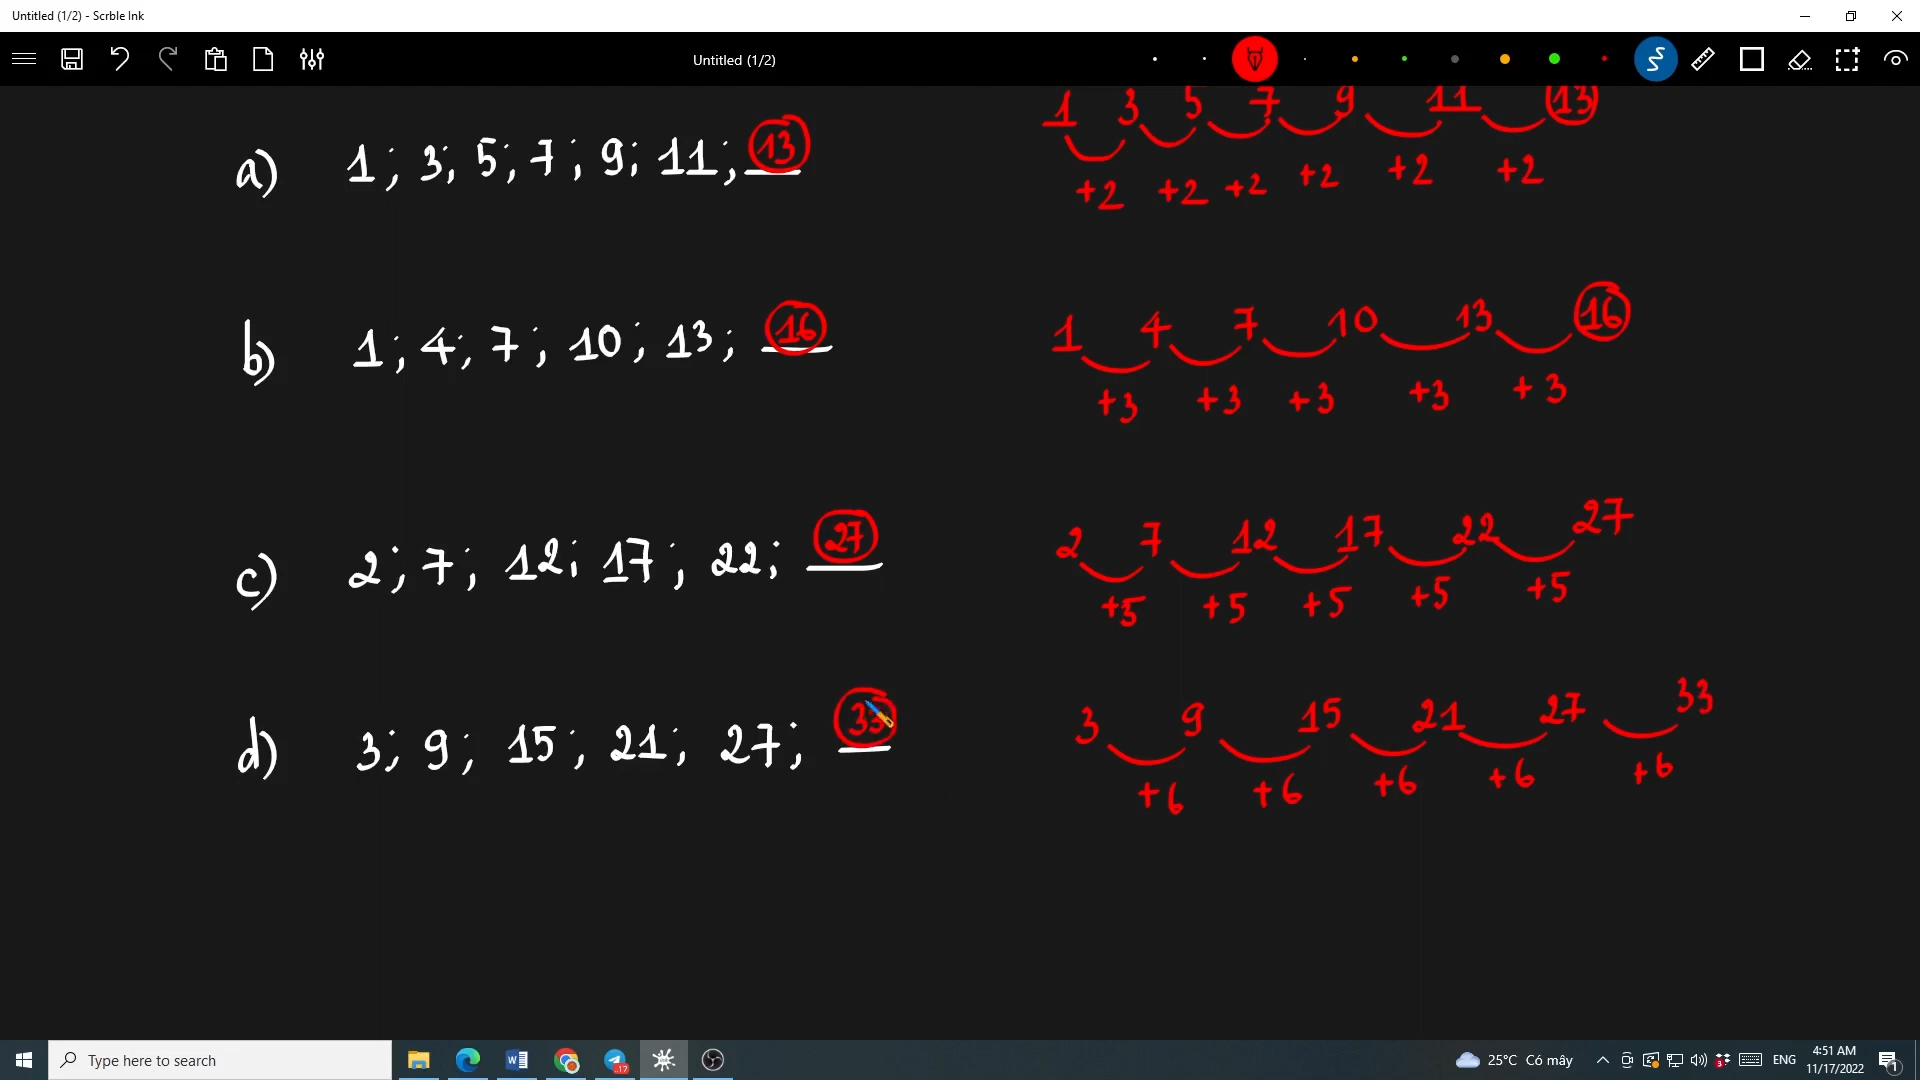 Untitled (1/2) - Scrble Ink
Untitled (1/2)
a) 1; 3; 5; 7; 9; 11; 13
1 3 5 7 9 11 13
+2 +2 +2 +2 +2 +2
b) 1; 4; 7; 10; 13; 16
1 4 7 10 13 16
+3 +3 +3 +3 +3
c) 2; 7; 12; 17; 22; 27
2 7 12 17 22 27
+5 +5 +5 +5 +5
d) 3; 9; 15; 21; 27; 33
3 9 15 21 27 33
+6 +6 +6 +6 +6
Type here to search
25°C Có mây
ENG
4:51 AM
11/17/2022